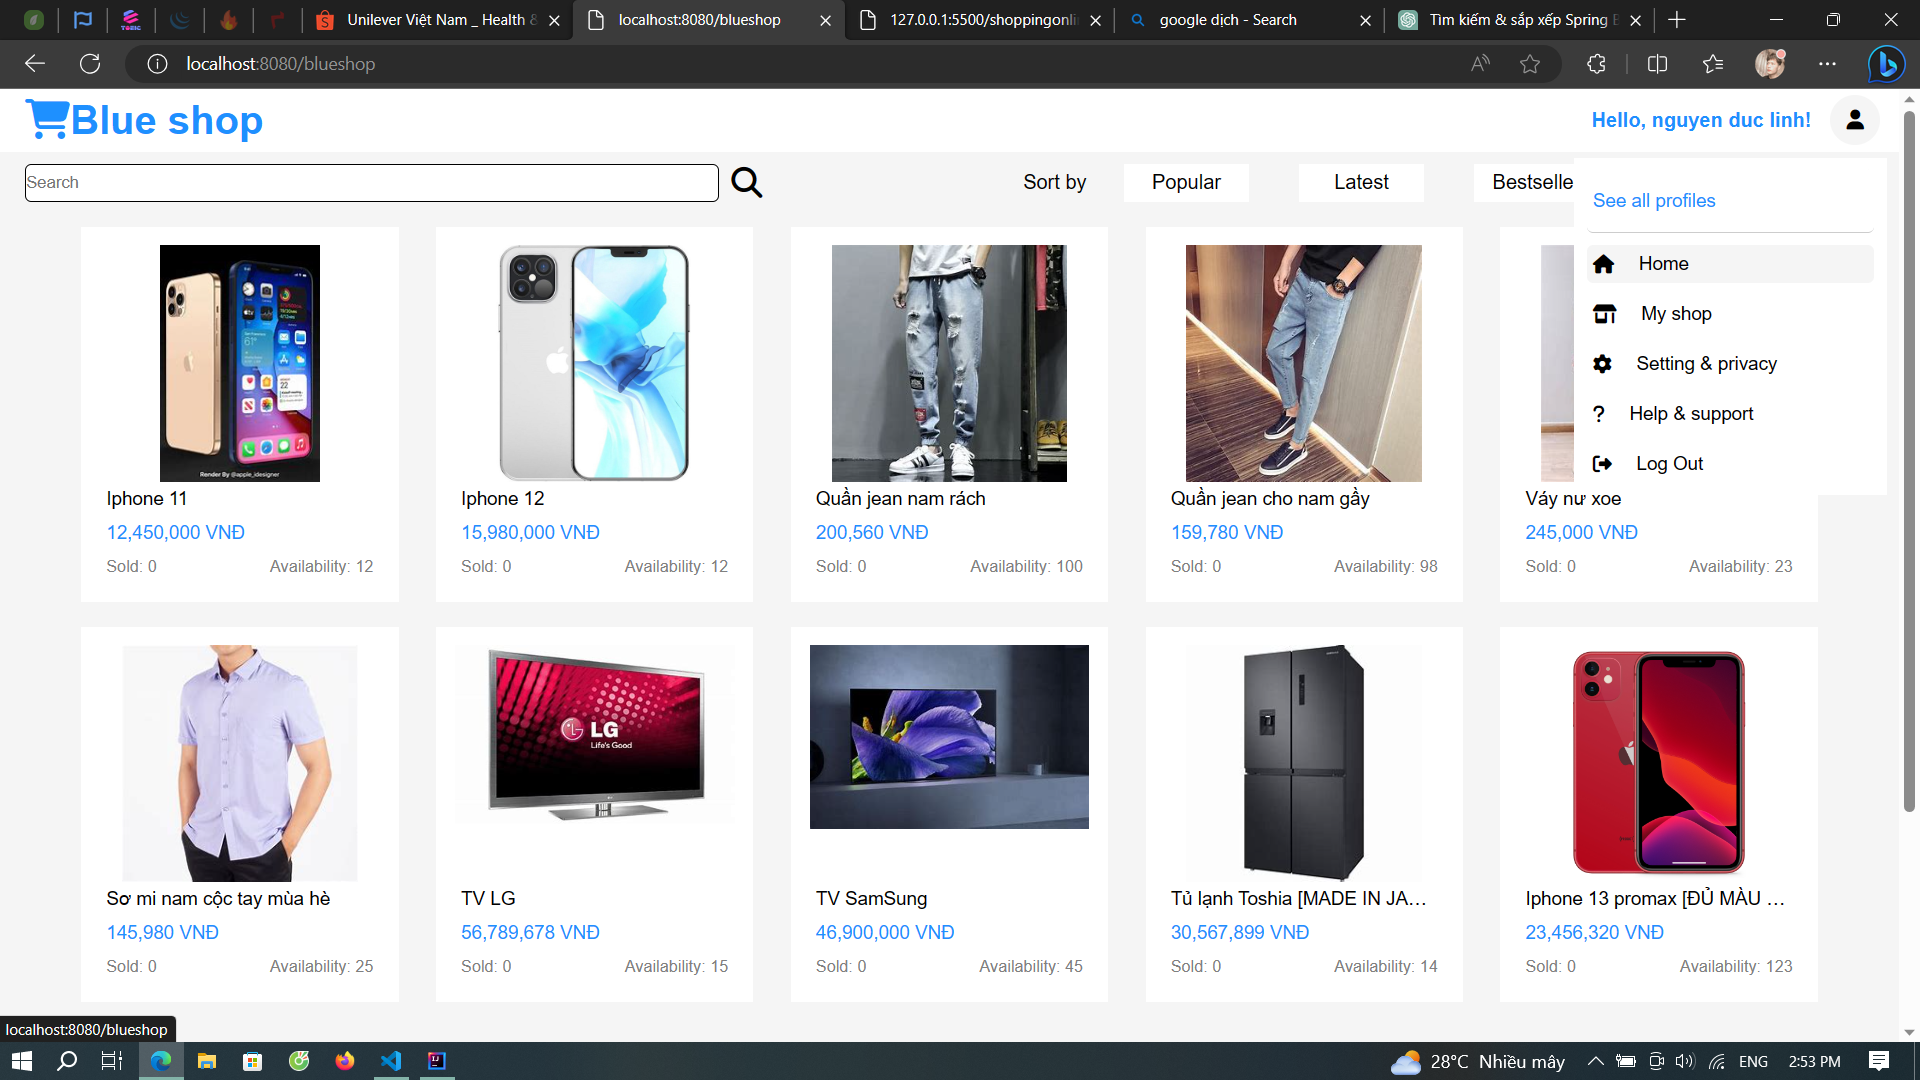 Unilever Việt Nam _ Health &
localhost:8080/blueshop
127.0.0.1:5500/shoppingonlin
google dịch - Search
Tìm kiếm & sắp xếp Spring B
localhost:8080/blueshop
Blue shop
Hello, nguyen duc linh!
Search
Sort by
Popular
Latest
Bestselle
See all profiles
Home
My shop
Setting & privacy
Help & support
Log Out
Render By @apple_idesigner
Iphone 11
12,450,000 VNĐ
Sold: 0 Availability: 12
Iphone 12
15,980,000 VNĐ
Sold: 0 Availability: 12
Quần jean nam rách
200,560 VNĐ
Sold: 0 Availability: 100
Quần jean cho nam gầy
159,780 VNĐ
Sold: 0 Availability: 98
Váy nư xoe
245,000 VNĐ
Sold: 0 Availability: 23
Sơ mi nam cộc tay mùa hè
145,980 VNĐ
Sold: 0 Availability: 25
LG
Life's Good
TV LG
56,789,678 VNĐ
Sold: 0 Availability: 15
TV SamSung
46,900,000 VNĐ
Sold: 0 Availability: 45
Tủ lạnh Toshia [MADE IN JA…
30,567,899 VNĐ
Sold: 0 Availability: 14
Iphone 13 promax [ĐỦ MÀU …
23,456,320 VNĐ
Sold: 0 Availability: 123
localhost:8080/blueshop
28°C Nhiều mây
ENG
2:53 PM